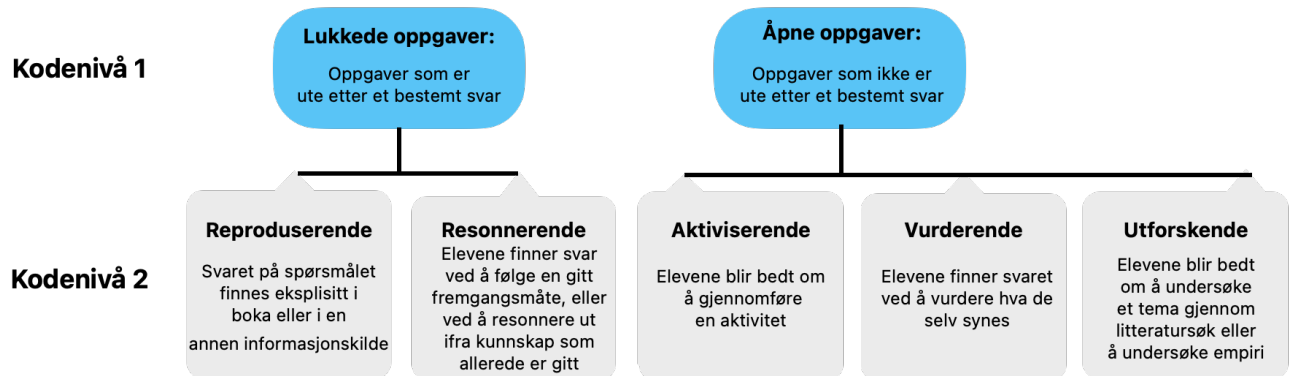 Kodenivå 1
Lukkede oppgaver:
Oppgaver som er
ute etter et bestemt svar
Åpne oppgaver:
Oppgaver som ikke er
ute etter et bestemt svar
Kodenivå 2
Reproduserende
Svaret på spørsmålet
finnes eksplisitt i
boka eller i en
annen informasjonskilde
Resonnerende
Elevene finner svar
ved å følge en gitt
fremgangsmåte, eller
ved å resonnere ut
ifra kunnskap som
allerede er gitt
Aktiviserende
Elevene blir bedt om
å gjennomføre
en aktivitet
Vurderende
Elevene finner svaret
ved å vurdere hva de
selv synes
Utforskende
Elevene blir bedt
om å undersøke
et tema gjennom
litteratursøk eller
å undersøke empiri